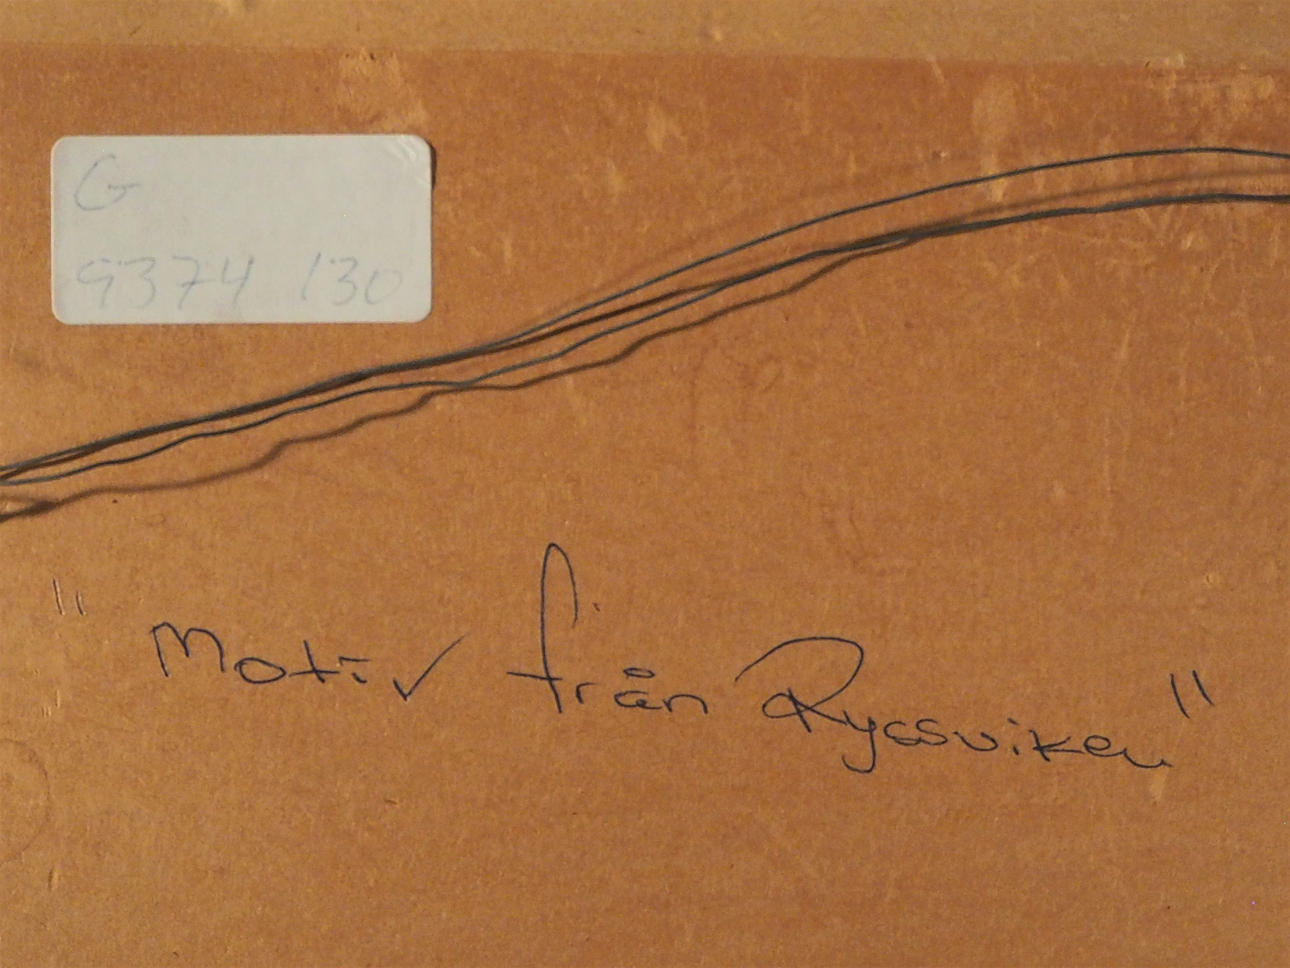 G
9374 130
"Motiv från Ryssviken"